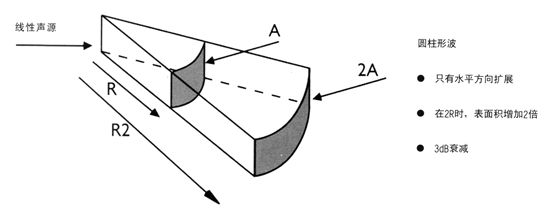 线性声源
A
2A
R
R2
圆柱形波
● 只有水平方向扩展
● 在2R时，表面积增加2倍
● 3dB衰减